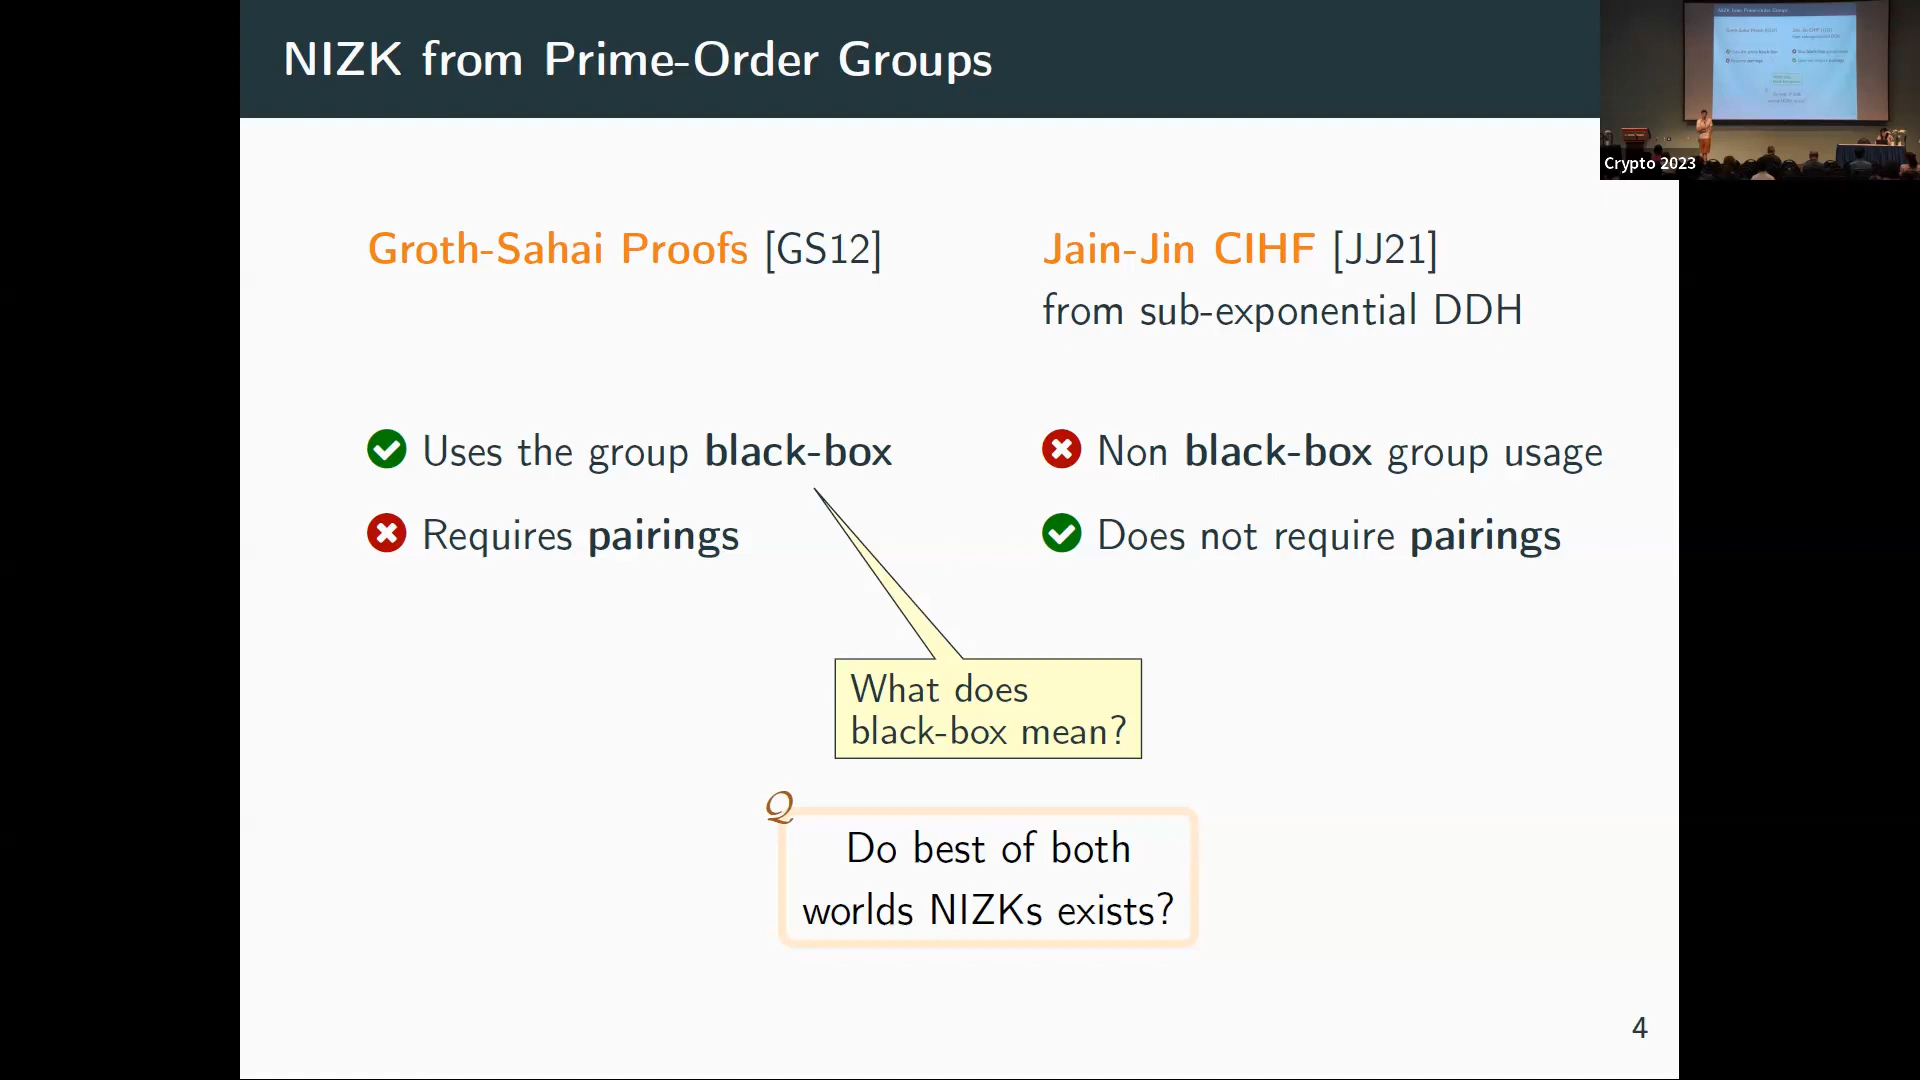 NIZK from Prime-Order Groups
Crypto 2023
Groth-Sahai Proofs [GS12]
Jain-Jin CIHF [JJ21]
from sub-exponential DDH
Uses the group black-box
Requires pairings
Non black-box group usage
Does not require pairings
What does
black-box mean?
Q
Do best of both
worlds NIZKs exists?
4